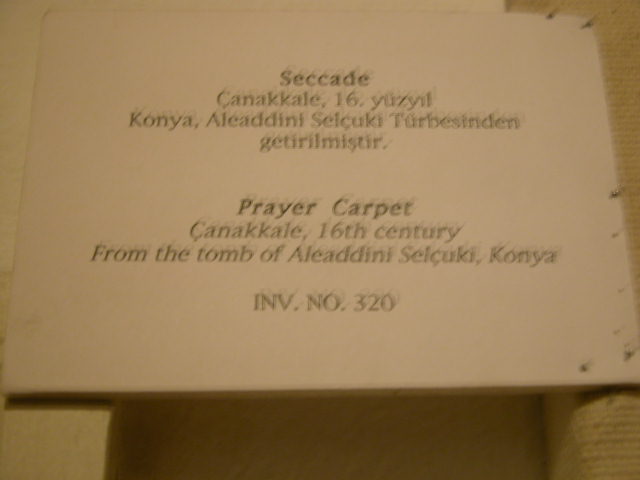 Seccade
Çanakkale, 16. yüzyıl
Konya, Aleaddini Selçuki Türbesinden
getirilmiştir.
Prayer Carpet
Çanakkale, 16th century
From the tomb of Aleaddini Selçuki, Konya
INV. NO. 320